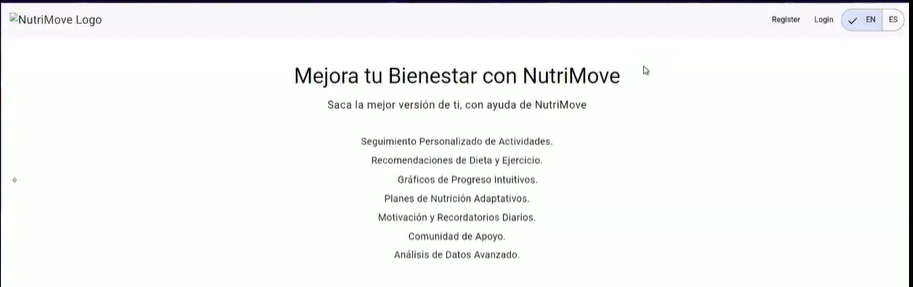 NutriMove Logo
Register Login EN ES
Mejora tu Bienestar con NutriMove
Saca la mejor versión de ti, con ayuda de NutriMove
Seguimiento Personalizado de Actividades.
Recomendaciones de Dieta y Ejercicio.
Gráficos de Progreso Intuitivos.
Planes de Nutrición Adaptativos.
Motivación y Recordatorios Diarios.
Comunidad de Apoyo.
Análisis de Datos Avanzado.